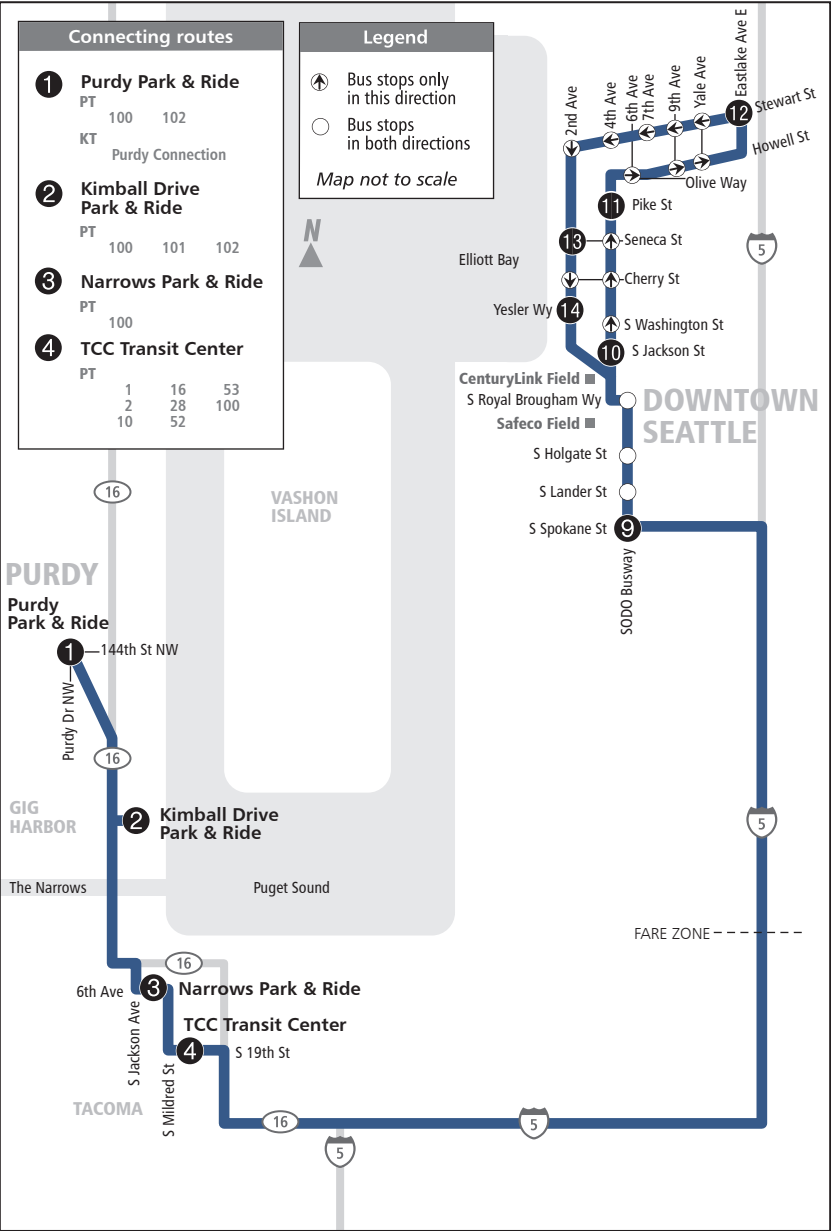 Connecting routes
1 Purdy Park & Ride
PT
100 102
KT
Purdy Connection
2 Kimball Drive
Park & Ride
PT
100 101 102
3 Narrows Park & Ride
PT
100
4 TCC Transit Center
PT
1 16 53
2 28 100
10 52
Legend
Bus stops only
in this direction
Bus stops
in both directions
Map not to scale
N
2nd Ave
4th Ave
6th Ave
7th Ave
9th Ave
Yale Ave
Eastlake Ave E
12
Stewart St
Howell St
Olive Way
11 Pike St
13
Seneca St
5
Elliott Bay
Cherry St
Yesler Wy 14
S Washington St
10 S Jackson St
CenturyLink Field
S Royal Brougham Wy
DOWNTOWN
SEATTLE
Safeco Field
S Holgate St
S Lander St
S Spokane St 9
SODO Busway
16
VASHON
ISLAND
PURDY
Purdy
Park & Ride
1
144th St NW
Purdy Dr NW
16
GIG
HARBOR
2 Kimball Drive
Park & Ride
5
The Narrows
Puget Sound
FARE ZONE
16
6th Ave
3 Narrows Park & Ride
S Jackson Ave
TCC Transit Center
4
S 19th St
S Mildred St
TACOMA
16
5
5